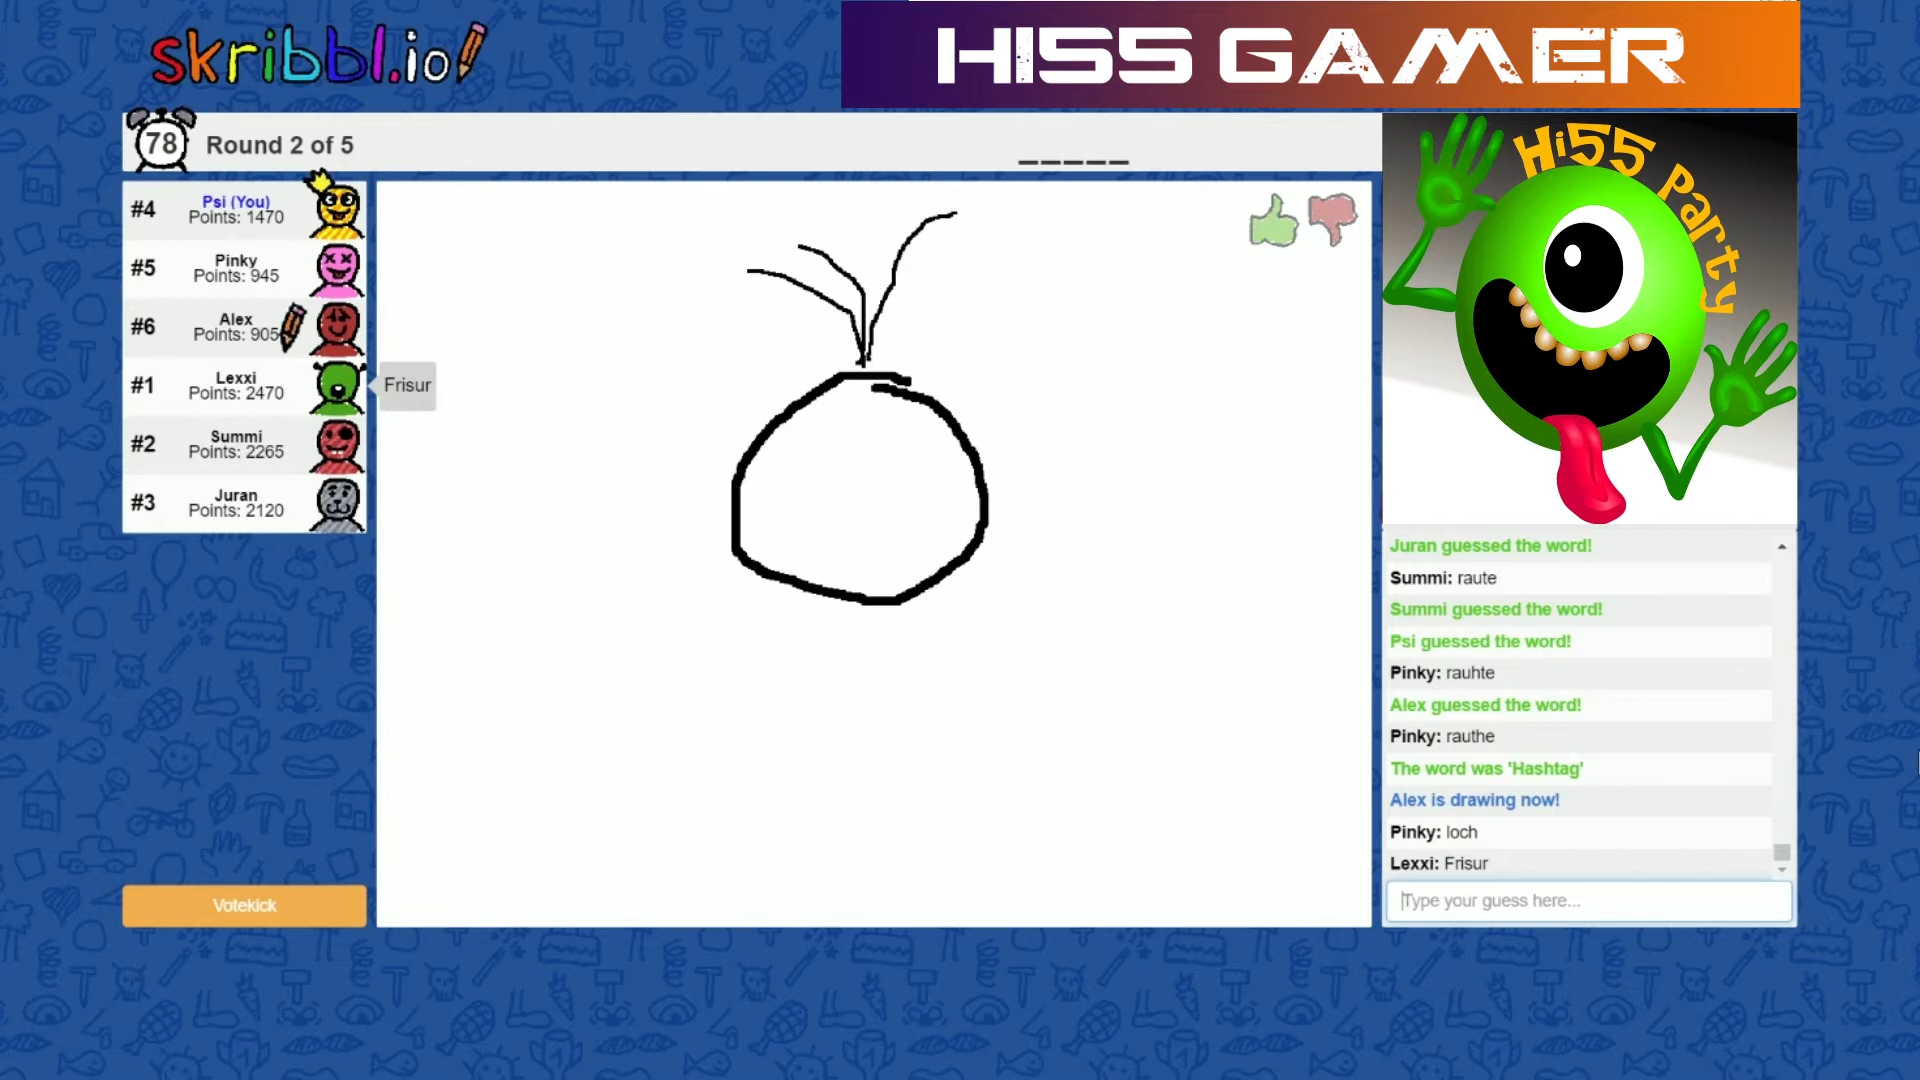 skribbl.io
HI55 GAMER
78
Round 2 of 5
_____
Hi55 Party
#4
Psi (You)
Points: 1470
#5
Pinky
Points: 945
#6
Alex
Points: 905
#1
Lexxi
Points: 2470
Frisur
#2
Summi
Points: 2265
#3
Juran
Points: 2120
Votekick
Juran guessed the word!
Summi: raute
Summi guessed the word!
Psi guessed the word!
Pinky: rauhte
Alex guessed the word!
Pinky: rauthe
The word was 'Hashtag'
Alex is drawing now!
Pinky: loch
Lexxi: Frisur
Type your guess here...